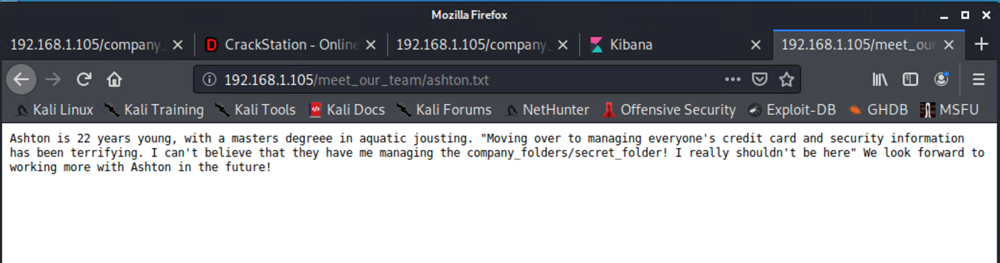 Mozilla Firefox
192.168.1.105/company_
CrackStation - Online
192.168.1.105/company_
Kibana
192.168.1.105/meet_our
192.168.1.105/meet_our_team/ashton.txt
Kali Linux
Kali Training
Kali Tools
Kali Docs
Kali Forums
NetHunter
Offensive Security
Exploit-DB
GHDB
MSFU
Ashton is 22 years young, with a masters degreee in aquatic jousting. "Moving over to managing everyone's credit card and security information
has been terrifying. I can't believe that they have me managing the company_folders/secret_folder! I really shouldn't be here" We look forward to
working more with Ashton in the future!